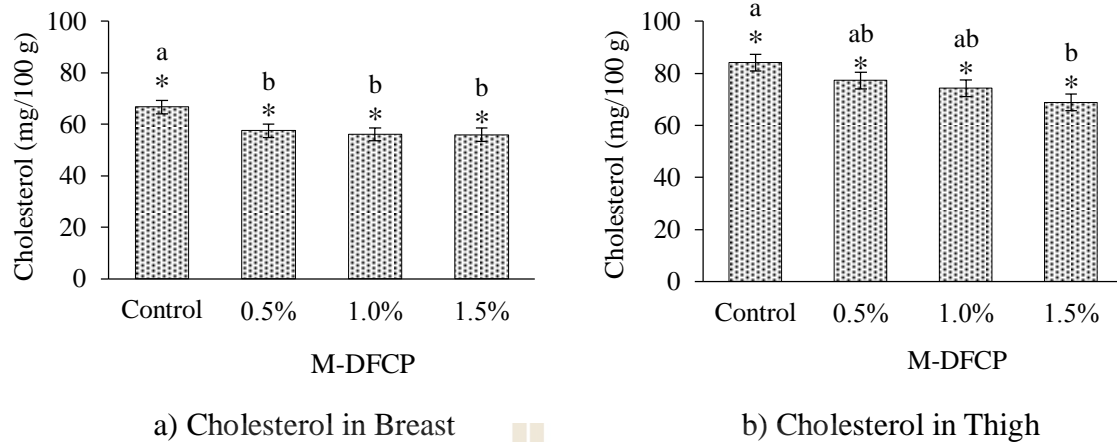 100
a
*
b
*
b
*
b
*
80
60
40
20
0
Cholesterol (mg/100 g)
Control 0.5% 1.0% 1.5%
M-DFCP
a) Cholesterol in Breast
100
a
*
ab
*
ab
*
b
*
80
60
40
20
0
Cholesterol (mg/100 g)
Control 0.5% 1.0% 1.5%
M-DFCP
b) Cholesterol in Thigh